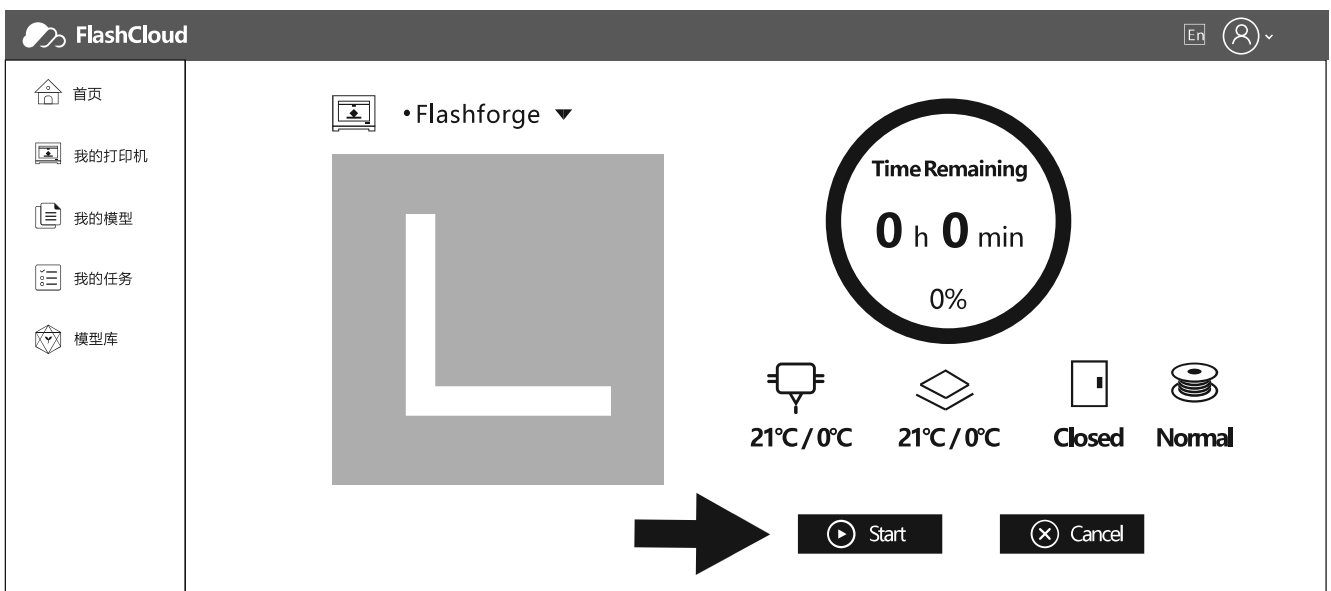 FlashCloud
En
首页
我的打印机
我的模型
我的任务
模型库
•Flashforge
Time Remaining
0 h 0 min
0%
21℃/0℃
21℃/0℃
Closed
Normal
Start
Cancel